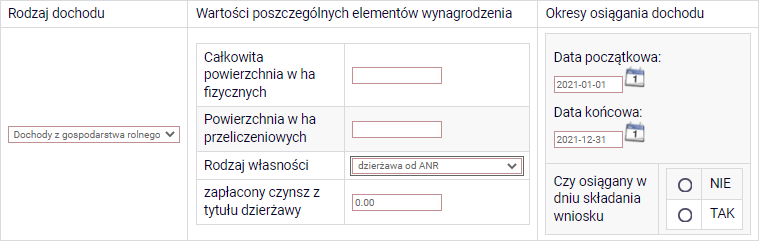 Rodzaj dochodu
Wartości poszczególnych elementów wynagrodzenia
Okresy osiągania dochodu
Dochody z gospodarstwa rolnego
Całkowita
powierzchnia w ha
fizycznych
Powierzchnia w ha
przeliczeniowych
Rodzaj własności
dzierżawa od ANR
zapłacony czynsz z
tytułu dzierżawy
0.00
Data początkowa:
2021-01-01
1
Data końcowa:
2021-12-31
1
Czy osiągany w
dniu składania
wniosku
NIE
TAK